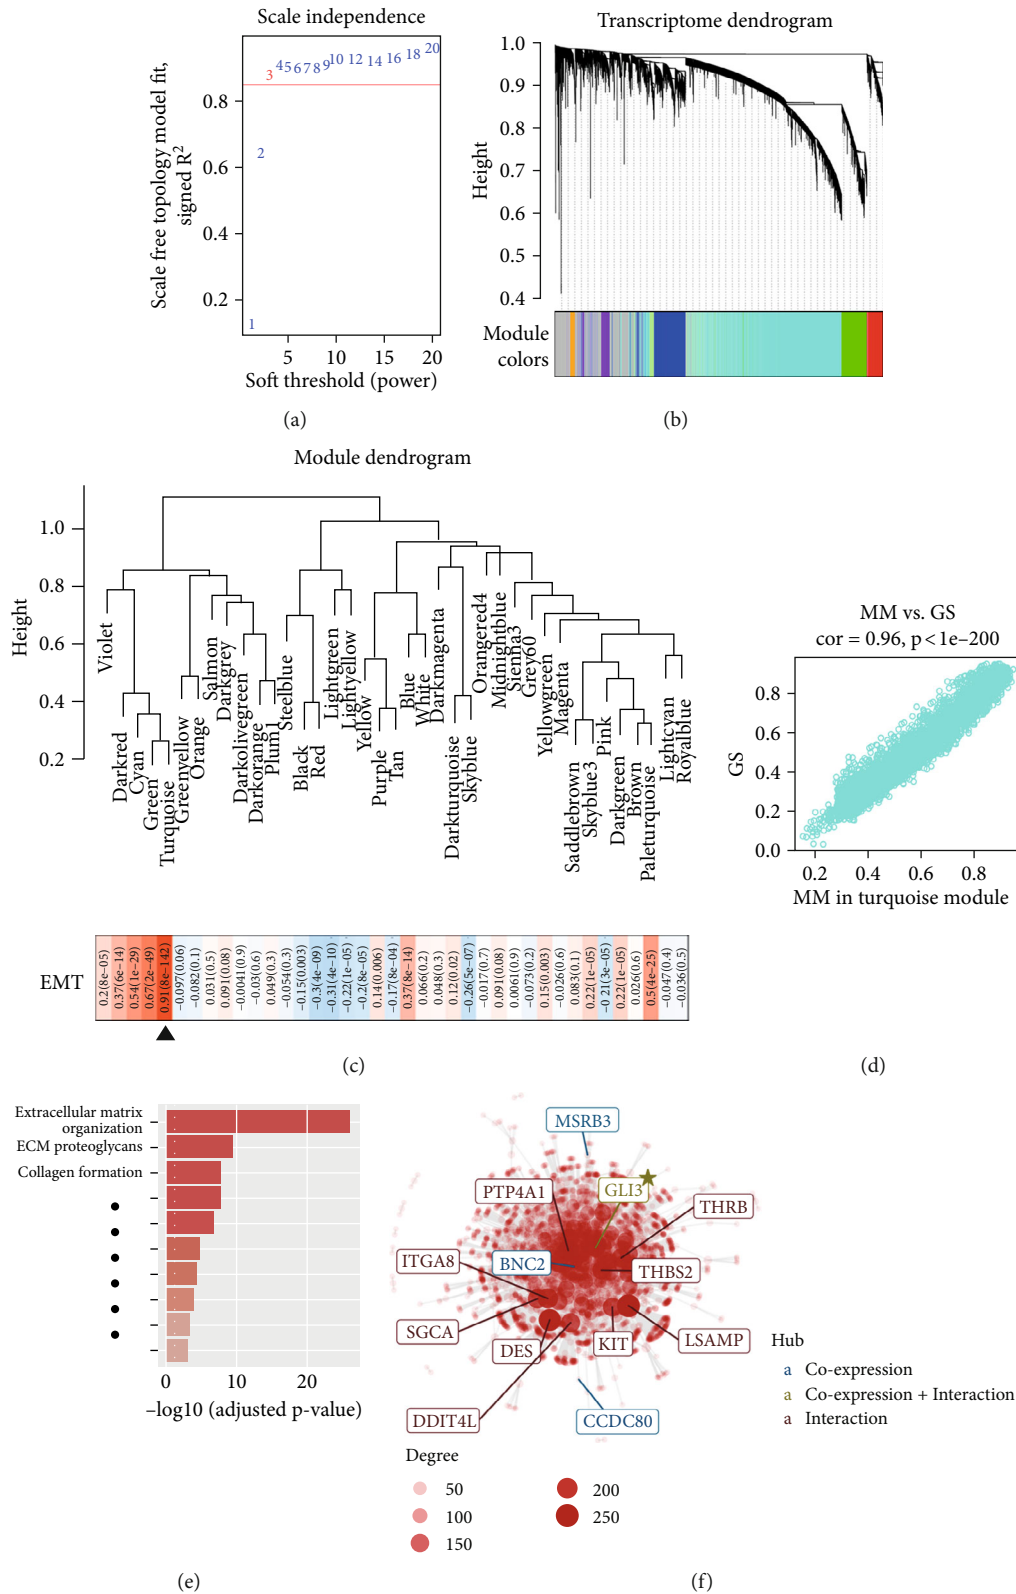 Scale independence
Scale free topology model fit,
signed R²
0.8
0.6
0.4
0.2
1
2
3
4 5 6 7 8 9 10 12 14 16 18 20
5 10 15 20
Soft threshold (power)
(a)
Transcriptome dendrogram
Height
1.0
0.9
0.8
0.7
0.6
0.5
0.4
Module
colors
(b)
Module dendrogram
Height
1.0
0.8
0.6
0.4
0.2
Violet
Darkred
Cyan
Green
Turquoise
Greenyellow
Orange
Salmon
Darkgrey
Darkolivegreen
Darkorange
Plum1
Steelblue
Black
Red
Lightgreen
Lightyellow
Yellow
Purple
Tan
Blue
White
Darkmagenta
Darkturquoise
Skyblue
Orangered4
Midnightblue
Sienna3
Grey60
Yellowgreen
Magenta
Saddlebrown
Skyblue3
Pink
Darkgreen
Brown
Paleturquoise
Lightcyan
Royalblue
EMT
0.2(8e−05)
0.37(6e−14)
0.54(1e−29)
0.67(2e−49)
0.91(8e−142)
−0.097(0.06)
−0.082(0.1)
0.031(0.5)
0.091(0.08)
−0.0041(0.9)
−0.03(0.6)
0.049(0.3)
−0.054(0.3)
−0.15(0.003)
−0.3(4e−09)
−0.31(4e−10)
−0.22(1e−05)
−0.2(8e−05)
0.14(0.006)
−0.17(8e−04)
0.37(8e−14)
0.066(0.2)
0.048(0.3)
0.12(0.02)
−0.26(5e−07)
−0.017(0.7)
0.091(0.08)
0.0061(0.9)
−0.073(0.2)
0.15(0.003)
−0.026(0.6)
0.083(0.1)
0.22(1e−05)
−0.21(3e−05)
0.22(1e−05)
0.026(0.6)
0.5(4e−25)
−0.047(0.4)
−0.036(0.5)
(c)
MM vs. GS
cor = 0.96, p<1e−200
GS
0.8
0.6
0.4
0.2
0.0
0.2 0.4 0.6 0.8
MM in turquoise module
(d)
Extracellular matrix
organization
ECM proteoglycans
Collagen formation
0 10 20
−log10 (adjusted p-value)
(e)
MSRB3
PTP4A1
GLI3
THRB
ITGA8
BNC2
THBS2
SGCA
DES
KIT
LSAMP
DDIT4L
CCDC80
Hub
a Co-expression
a Co-expression + Interaction
a Interaction
Degree
50
100
150
200
250
(f)